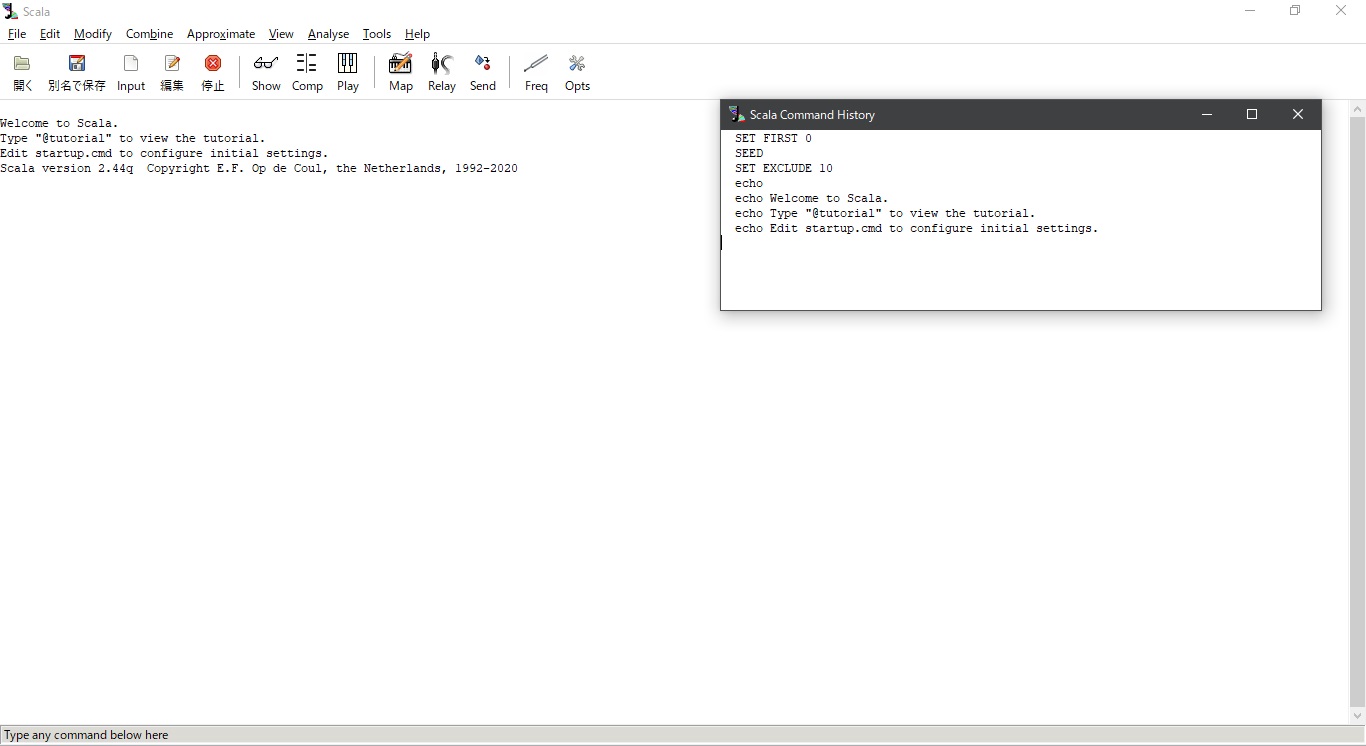 Scala
File Edit Modify Combine Approximate View Analyse Tools Help
開く 別名で保存 Input 編集 停止 Show Comp Play Map Relay Send Freq Opts
Welcome to Scala.
Type "@tutorial" to view the tutorial.
Edit startup.cmd to configure initial settings.
Scala version 2.44q  Copyright E.F. Op de Coul, the Netherlands, 1992-2020
Scala Command History
SET FIRST 0
SEED
SET EXCLUDE 10
echo
echo Welcome to Scala.
echo Type "@tutorial" to view the tutorial.
echo Edit startup.cmd to configure initial settings.
Type any command below here